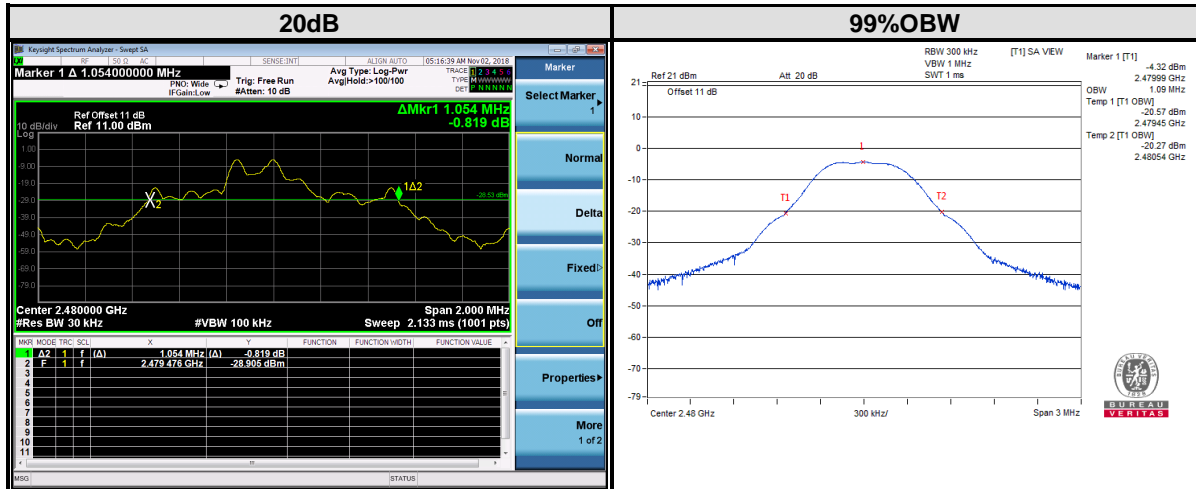 20dB
99%OBW
Keysight Spectrum Analyzer - Swept SA
RF 50 Ω AC SENSE:INT ALIGN AUTO 05:16:39 AM Nov 02, 2018
Marker 1 Δ 1.054000000 MHz
PNO: Wide
IFGain:Low
Trig: Free Run
#Atten: 10 dB
Avg Type: Log-Pwr
Avg|Hold:>100/100
TRACE 1 2 3 4 5 6
TYPE M W W W W W
DET P N N N N N
ΔMkr1 1.054 MHz
-0.819 dB
Ref Offset 11 dB
10 dB/div Ref 11.00 dBm
Log
1.00
-9.00
-19.0
-29.0
-49.0
-59.0
-69.0
-79.0
1Δ2
-28.53 dBm
X2
Center 2.480000 GHz Span 2.000 MHz
#Res BW 30 kHz #VBW 100 kHz Sweep 2.133 ms (1001 pts)
MKR MODE TRC SCL X Y FUNCTION FUNCTION WIDTH FUNCTION VALUE
1 Δ2 1 f (Δ) 1.054 MHz (Δ) -0.819 dB
2 F 1 f 2.479 476 GHz -28.905 dBm
3
4
5
6
7
8
9
10
11
MSG STATUS
Marker
Select Marker
1
Normal
Delta
Fixed
Off
Properties
More
1 of 2
RBW 300 kHz
VBW 1 MHz
SWT 1 ms
[T1] SA VIEW
Ref 21 dBm Att 20 dB
Offset 11 dB
21
0
-10
-20
-30
-40
-50
-60
-70
-79
1
T1
T2
Center 2.48 GHz 300 kHz/ Span 3 MHz
Marker 1 [T1]
-4.32 dBm
2.47999 GHz
OBW 1.09 MHz
Temp 1 [T1 OBW]
-20.57 dBm
2.47945 GHz
Temp 2 [T1 OBW]
-20.27 dBm
2.48054 GHz
BUREAU
VERITAS